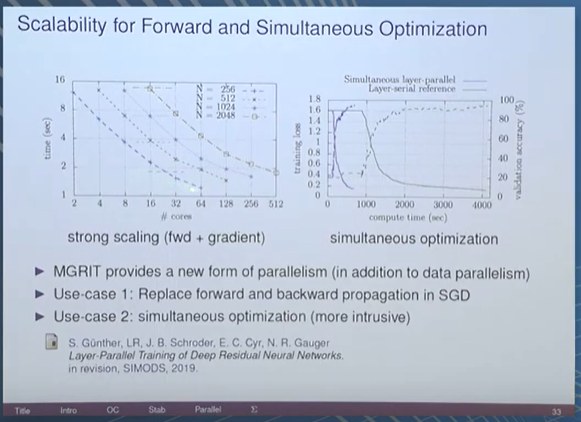 Scalability for Forward and Simultaneous Optimization
16
8
4
2
1
time (sec)
2 4 8 16 32 64 128 256 512
# cores
N = 256
N = 512
N = 1024
N = 2048
strong scaling (fwd + gradient)
Simultaneous layer-parallel
Layer-serial reference
1.8
1.6
1.4
1.2
1
0.8
0.6
0.4
0.2
0
training loss
100
80
60
40
20
0
validation accuracy (%)
0 1000 2000 3000 4000
compute time (sec)
simultaneous optimization
► MGRIT provides a new form of parallelism (in addition to data parallelism)
► Use-case 1: Replace forward and backward propagation in SGD
► Use-case 2: simultaneous optimization (more intrusive)
S. Günther, LR, J. B. Schroder, E. C. Cyr, N. R. Gauger
Layer-Parallel Training of Deep Residual Neural Networks.
in revision, SIMODS, 2019.
Title Intro OC Stab Parallel Σ 33